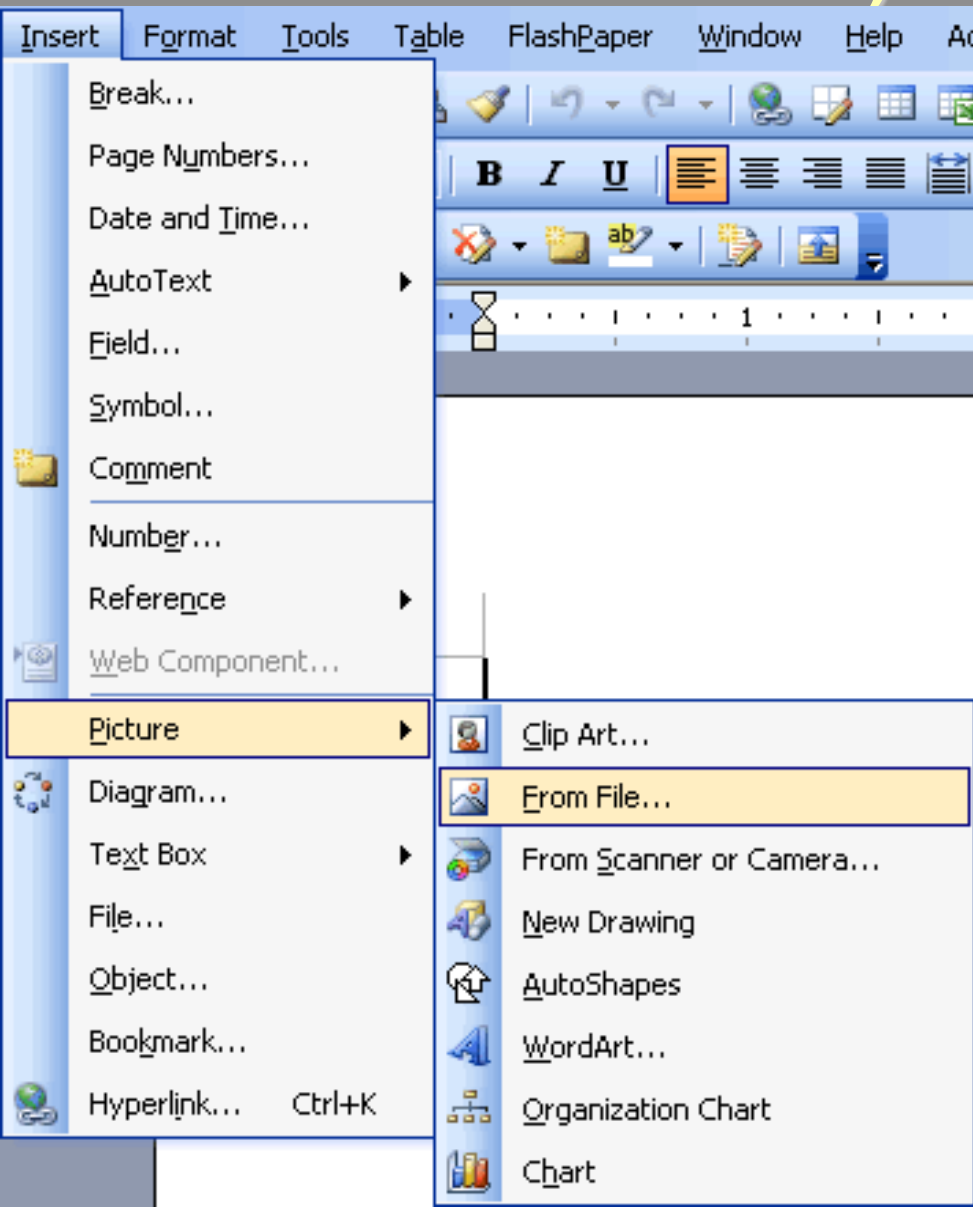 Insert Format Tools Table FlashPaper Window Help
Break...
Page Numbers...
B I U
Date and Time...
ab
AutoText
1
Field...
Symbol...
Comment
Number...
Reference
Web Component...
Picture
Diagram...
Text Box
File...
Object...
Bookmark...
Hyperlink... Ctrl+K
Clip Art...
From File...
From Scanner or Camera...
New Drawing
AutoShapes
WordArt...
Organization Chart
Chart